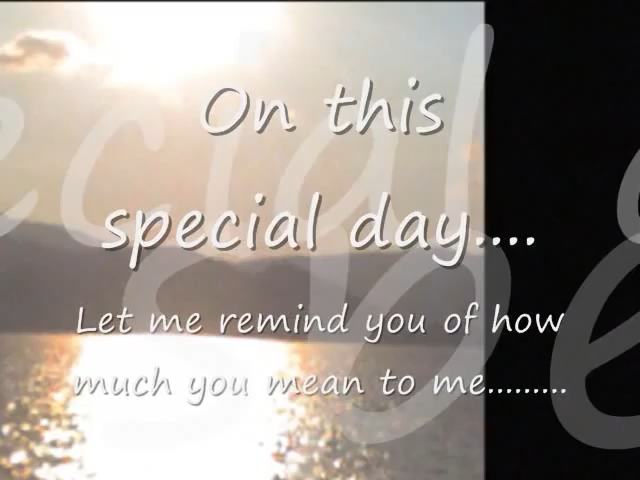 On this
special day....
Let me remind you of how
much you mean to me.........